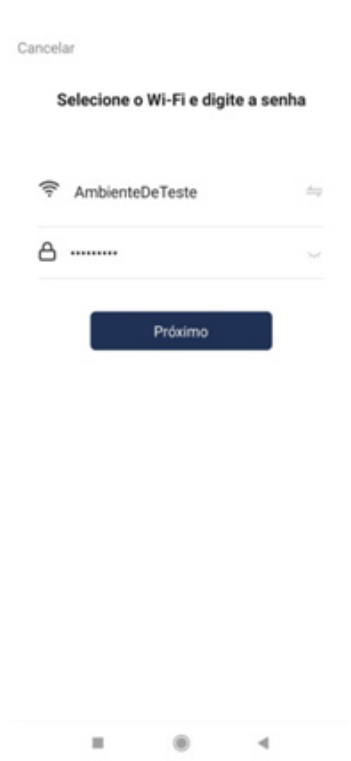 Cancelar
Selecione o Wi-Fi e digite a senha
AmbienteDeTeste
•••••••••
Próximo